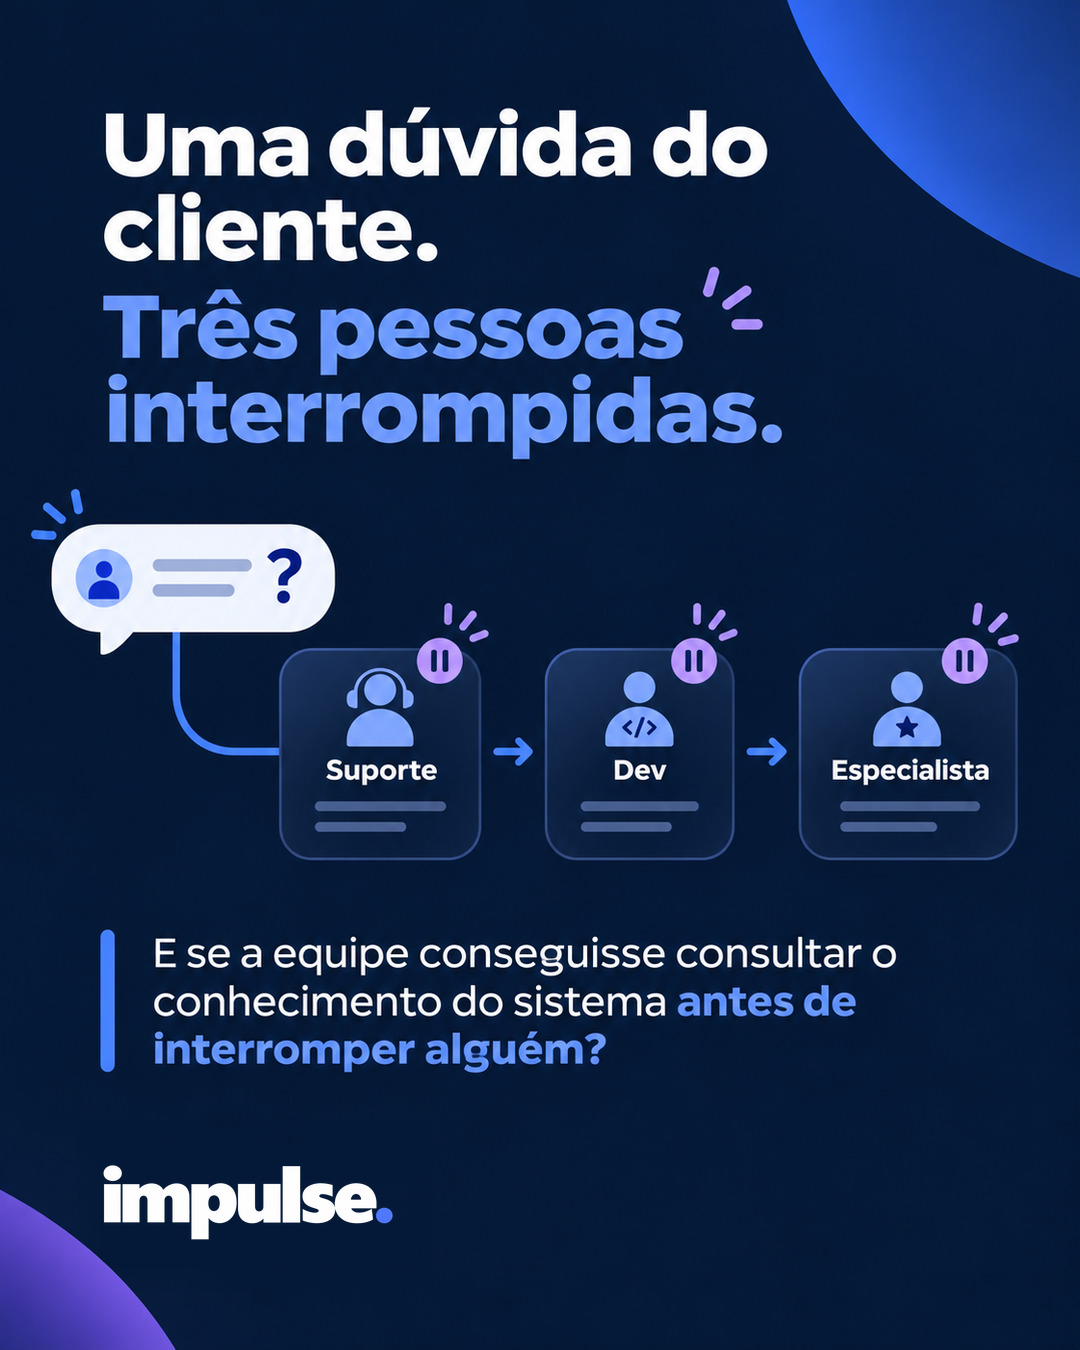 Uma dúvida do
cliente.
Três pessoas
interrompidas.
?
Suporte
</>
Dev
Especialista
E se a equipe conseguisse consultar o
conhecimento do sistema antes de
interromper alguém?
impulse.